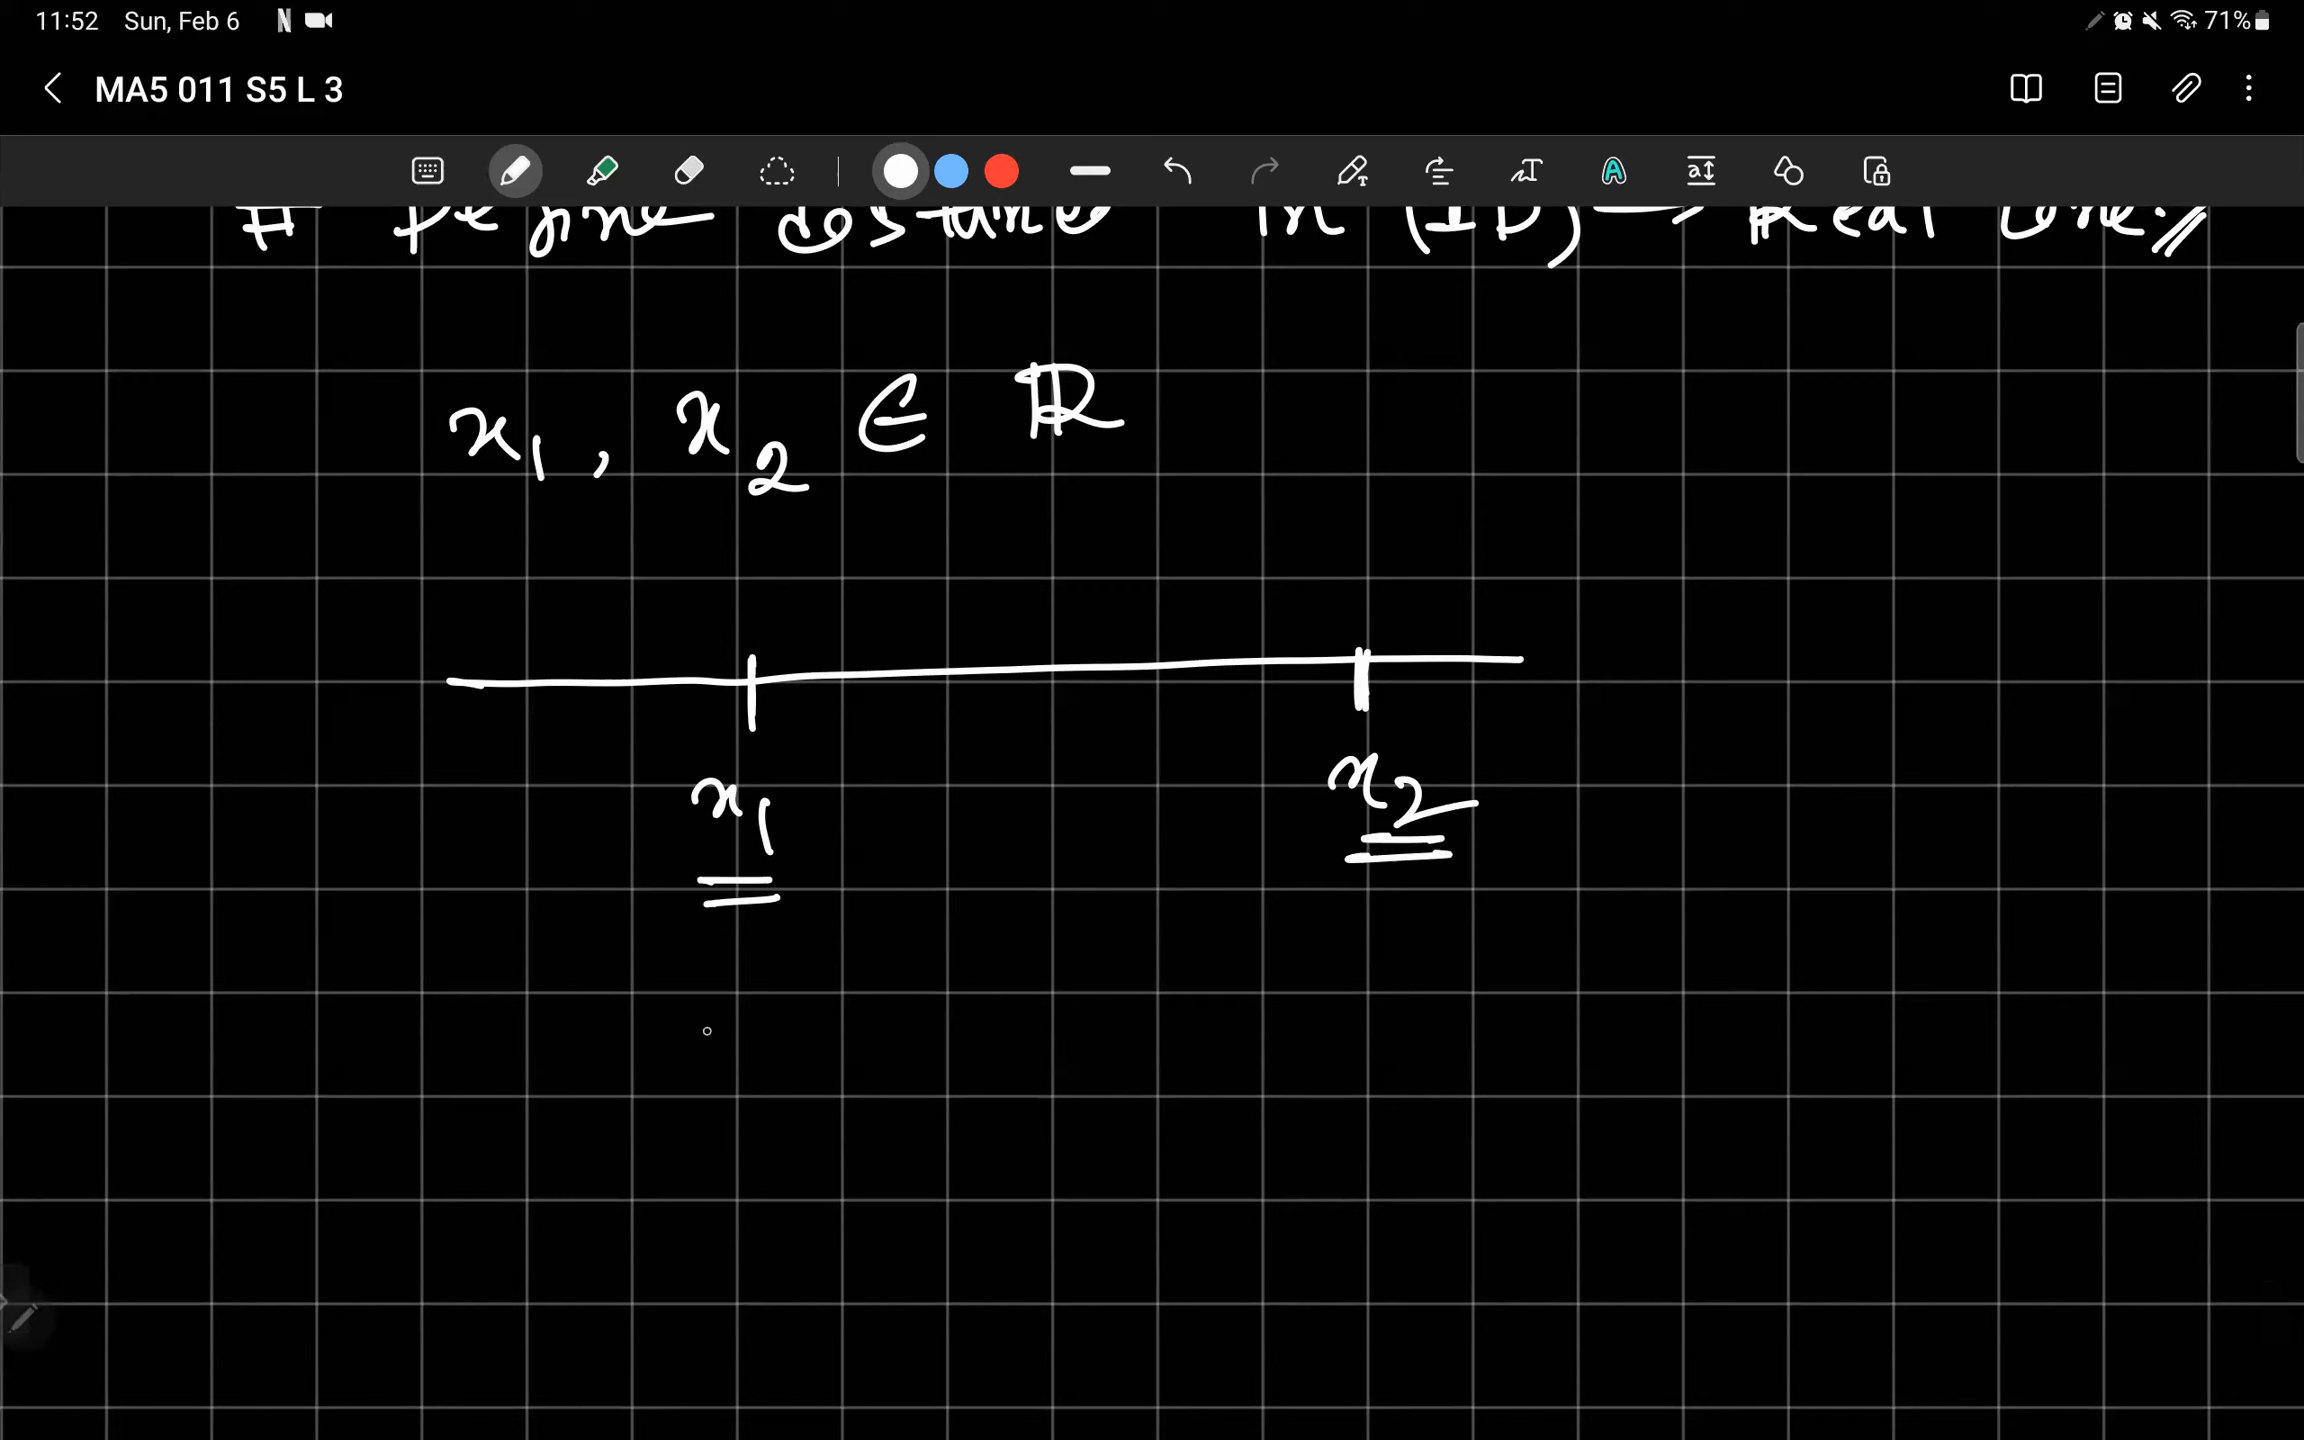 11:52 Sun, Feb 6 N 71%
MA5 011 S5 L 3
# Define distance in (1D) → Real Line.//
x₁, x₂ ∈ ℝ
x₁ x₂